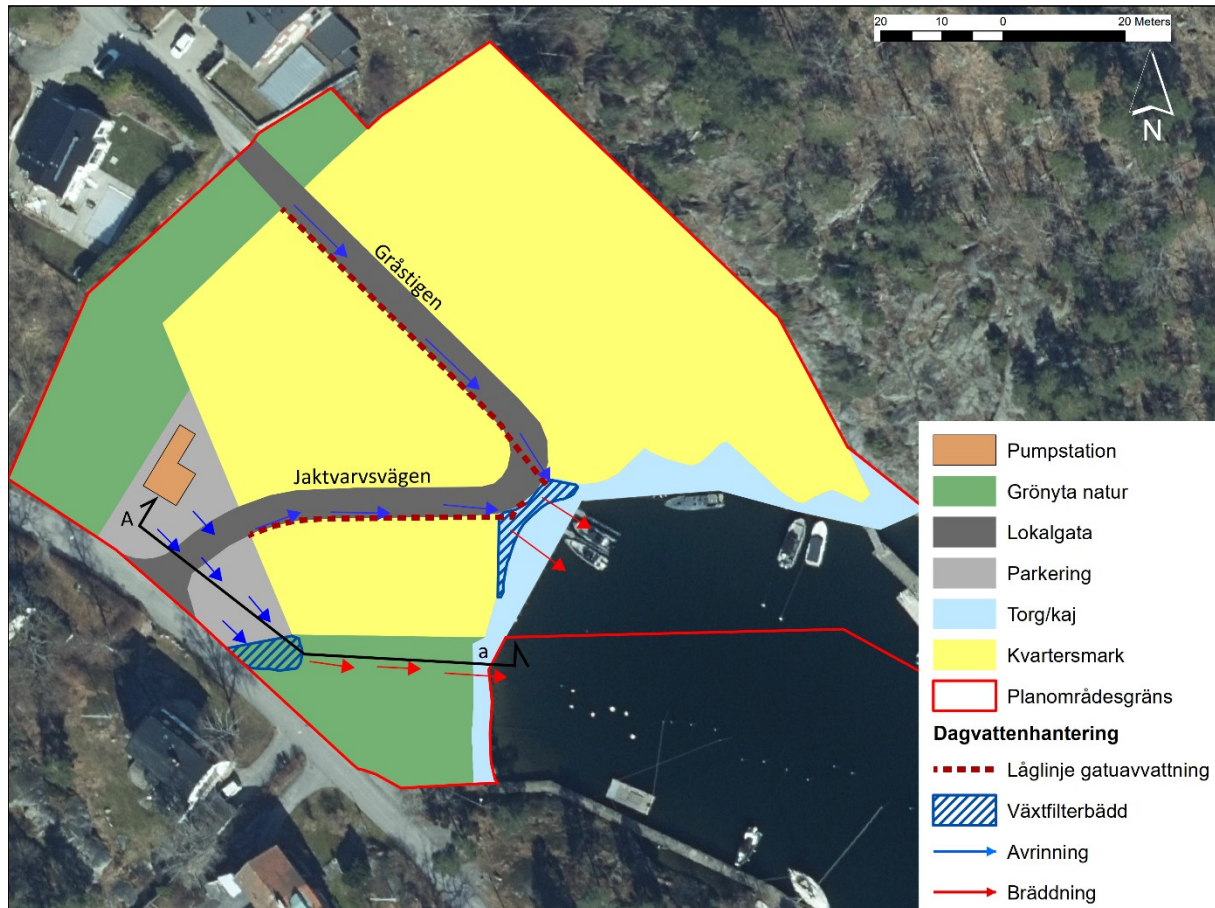 20 10 0 20 Meters
N
Gråstigen
Jaktvarvsvägen
A
a
Pumpstation
Grönyta natur
Lokalgata
Parkering
Torg/kaj
Kvartersmark
Planområdesgräns
Dagvattenhantering
Låglinje gatuavvattning
Växtfilterbädd
Avrinning
Bräddning